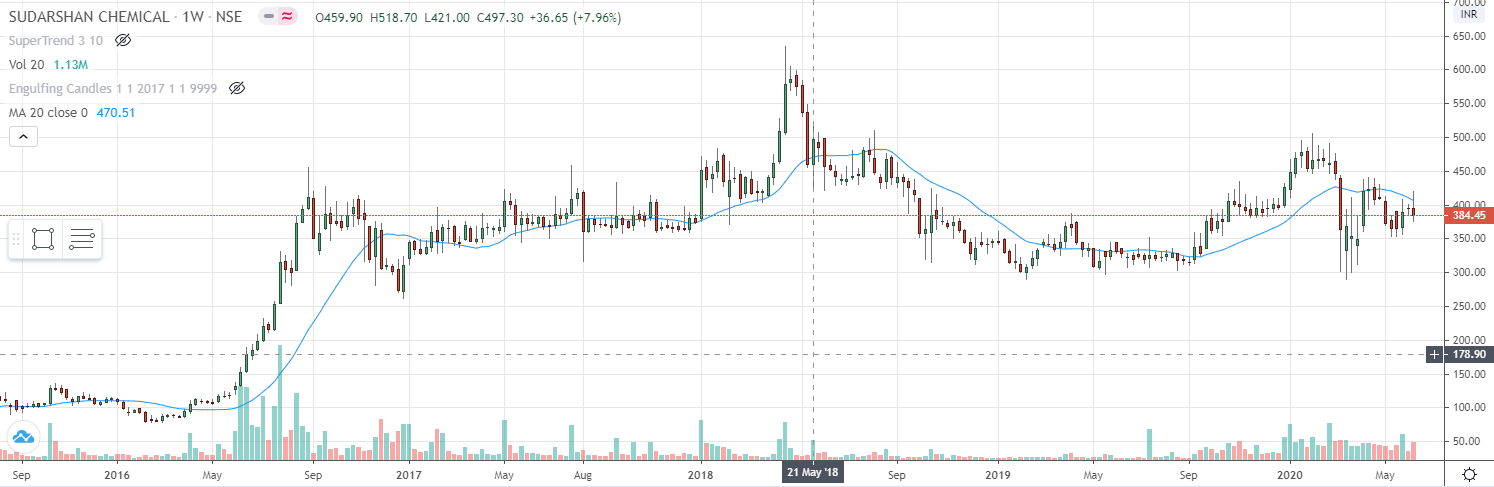 SUDARSHAN CHEMICAL · 1W · NSE O459.90 H518.70 L421.00 C497.30 +36.65 (+7.96%)
SuperTrend 3 10
Vol 20 1.13M
Engulfing Candles 1 1 2017 1 1 9999
MA 20 close 0 470.51
700.00
INR
650.00
600.00
550.00
500.00
450.00
400.00
384.45
350.00
300.00
250.00
200.00
178.90
150.00
100.00
50.00
Sep 2016 May Sep 2017 May Aug 2018 21 May '18 Sep 2019 May Sep 2020 May